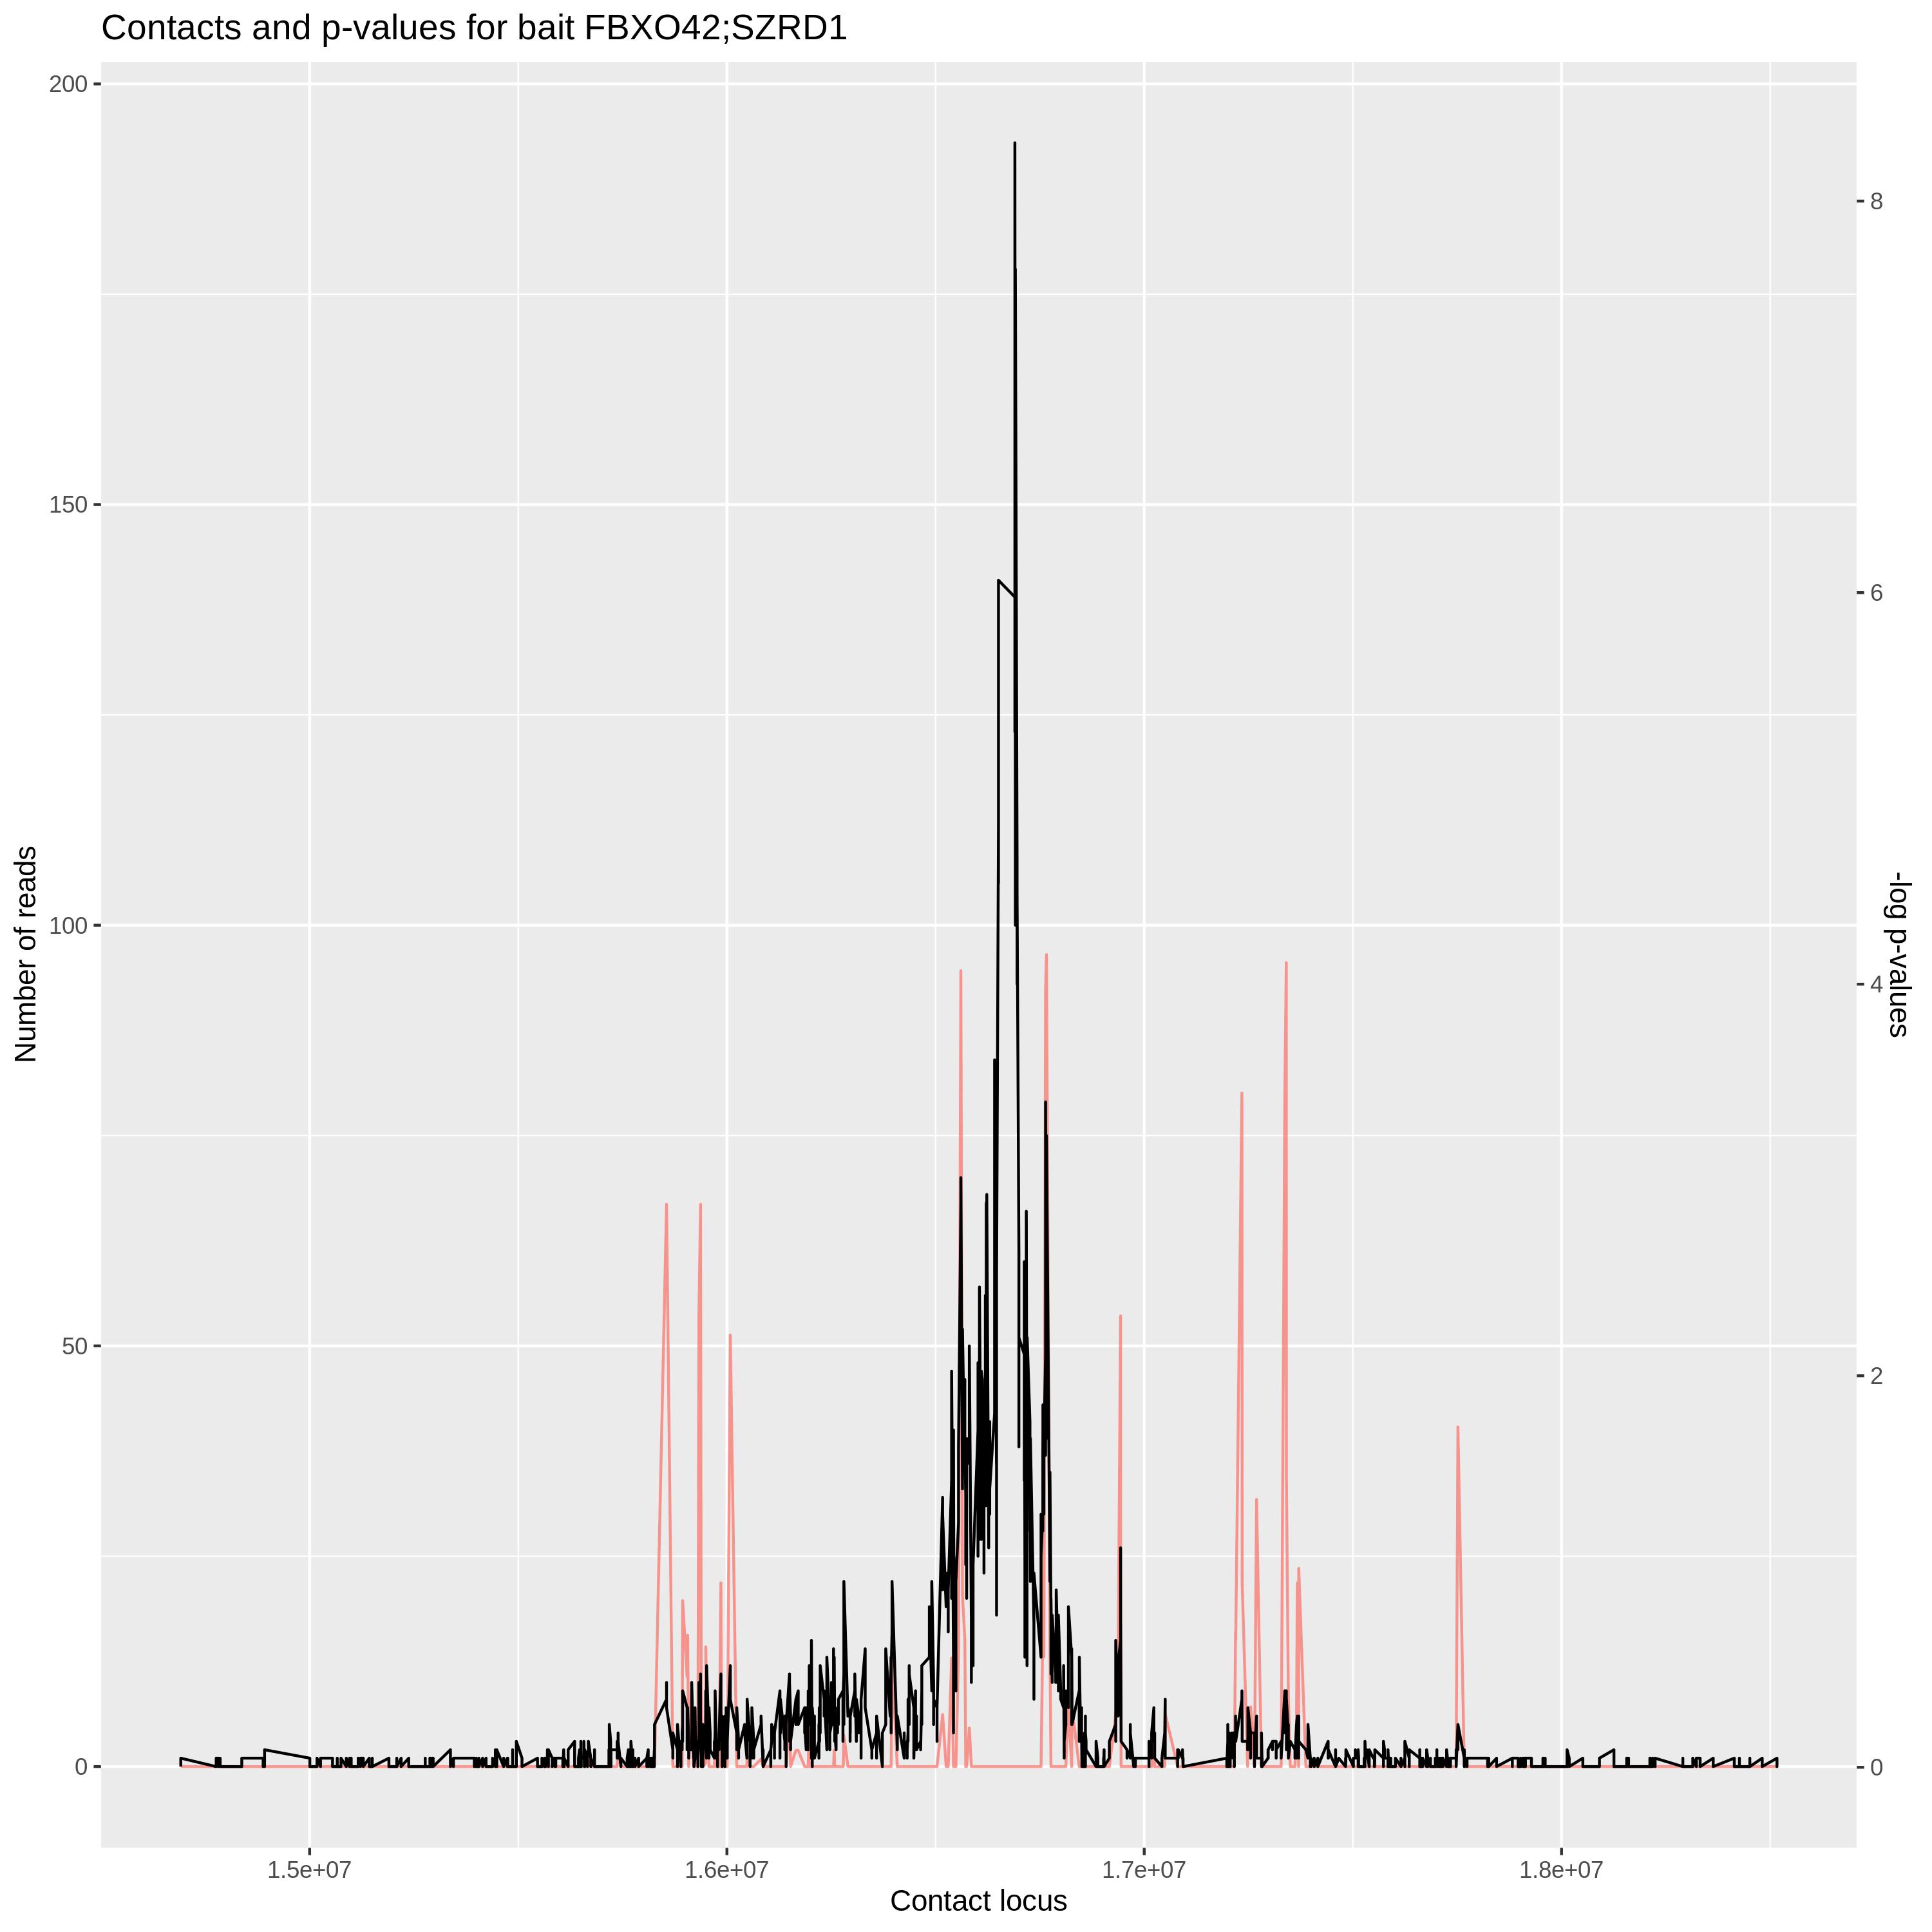 Contacts and p-values for bait FBXO42;SZRD1
200
150
100
50
0
Number of reads
8
6
4
2
0
-log p-values
1.5e+07
1.6e+07
1.7e+07
1.8e+07
Contact locus